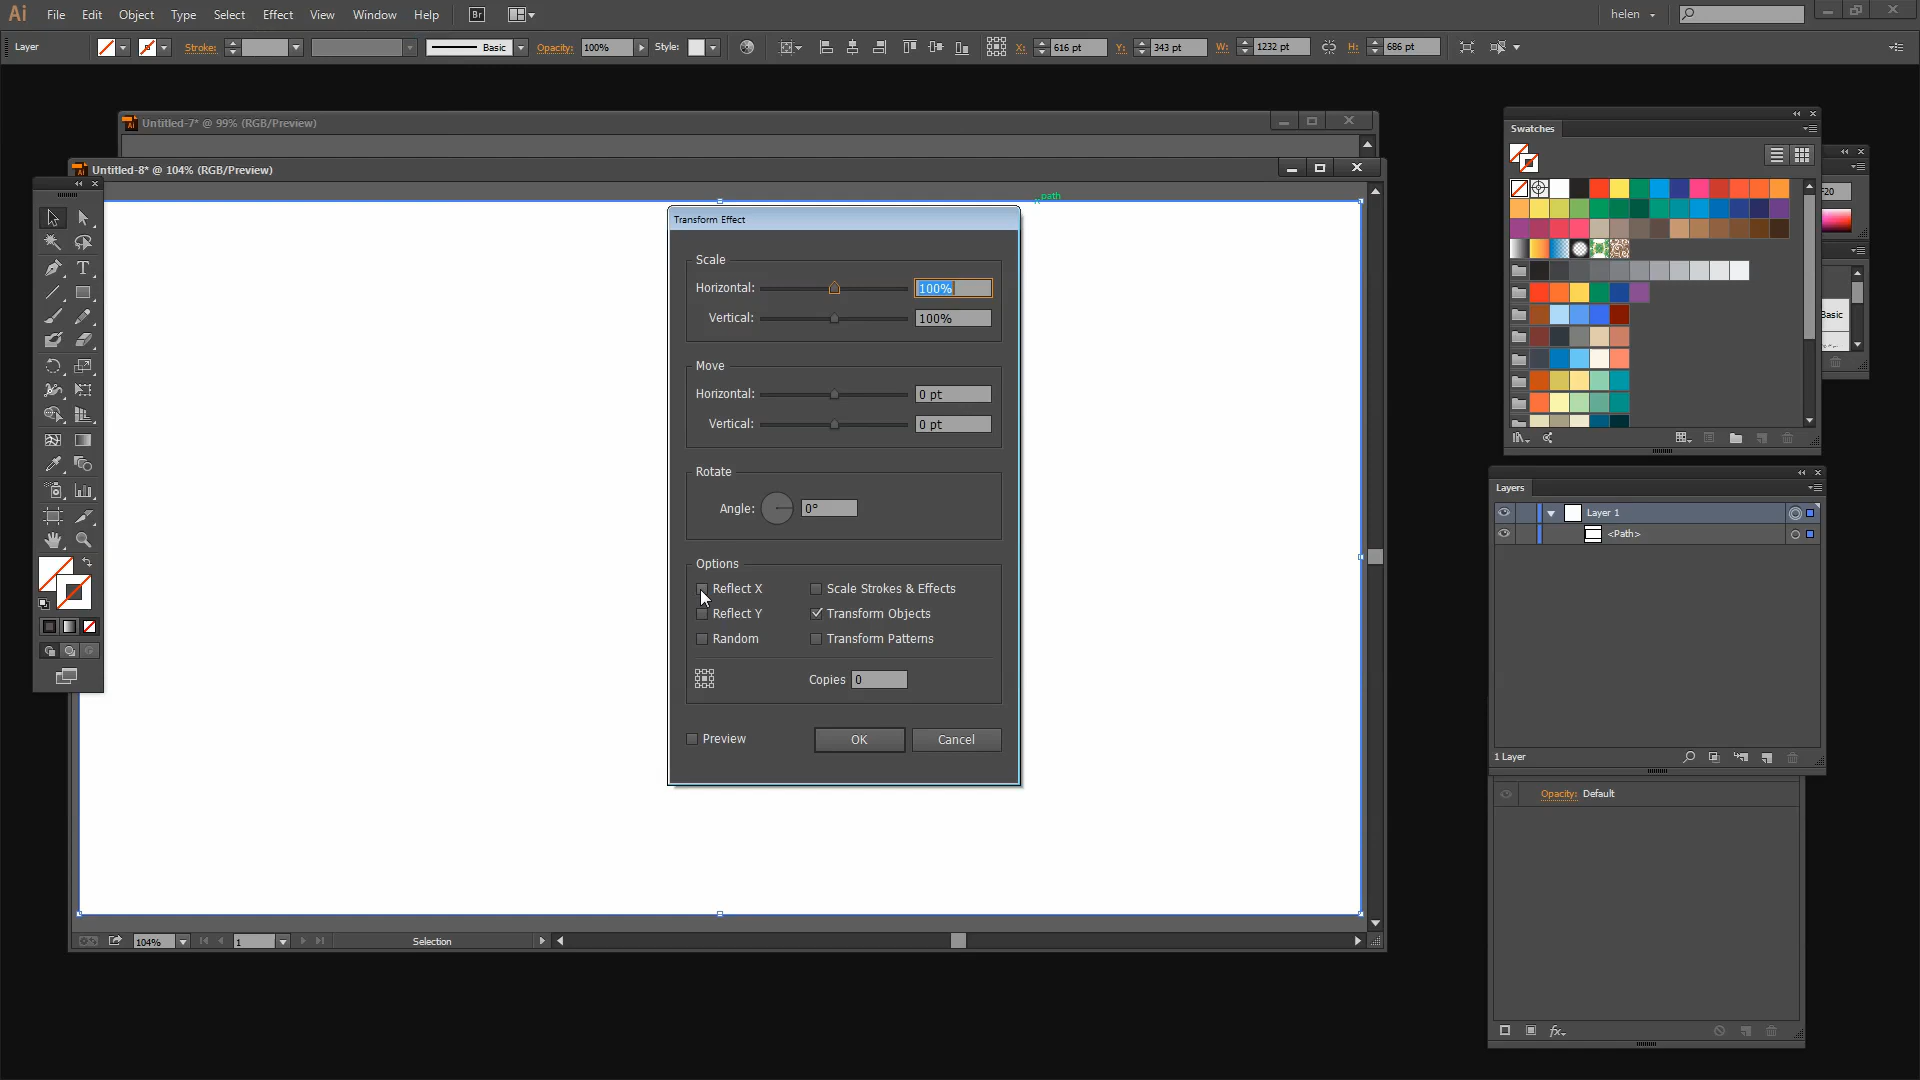 Ai File Edit Object Type Select Effect View Window Help Br helen
Layer Stroke: Basic Opacity: 100% Style: X: 616 pt Y: 343 pt W: 1232 pt H: 686 pt
Untitled-7* @ 99% (RGB/Preview)
Untitled-8* @ 104% (RGB/Preview)
path
Transform Effect
Scale
Horizontal: 100%
Vertical: 100%
Move
Horizontal: 0 pt
Vertical: 0 pt
Rotate
Angle: 0°
Options
Reflect X Scale Strokes & Effects
Reflect Y Transform Objects
Random Transform Patterns
Copies 0
Preview OK Cancel
104% 1 Selection
Swatches
F20
Basic
Layers
Layer 1
<Path>
1 Layer
Opacity: Default
fx